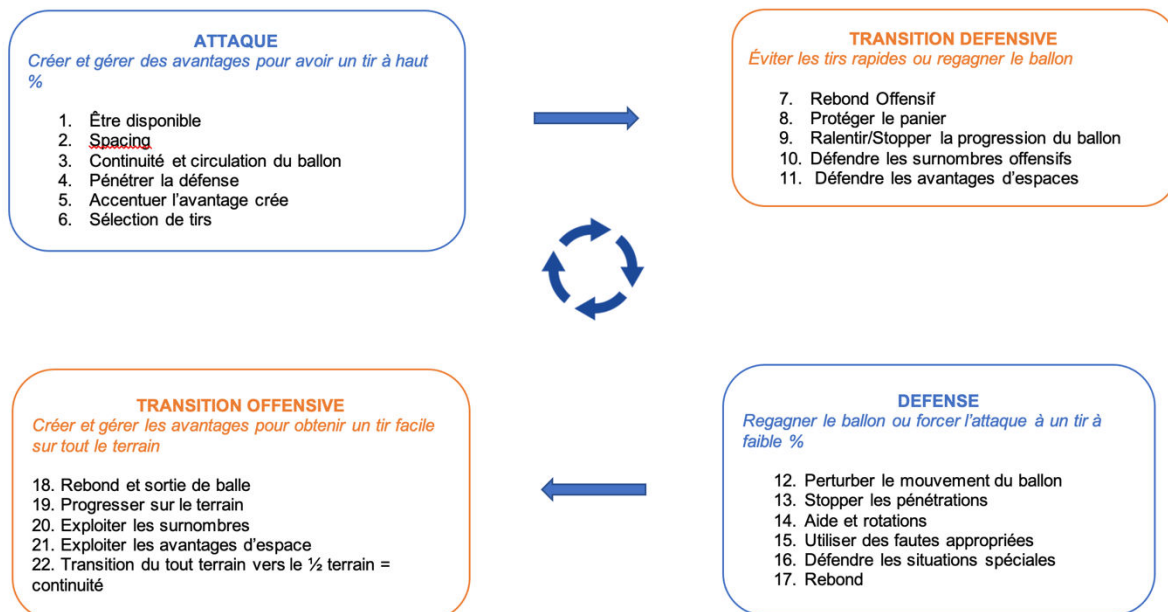 ATTAQUE
Créer et gérer des avantages pour avoir un tir à haut
%
1. Être disponible
2. Spacing
3. Continuité et circulation du ballon
4. Pénétrer la défense
5. Accentuer l'avantage crée
6. Sélection de tirs
TRANSITION DEFENSIVE
Éviter les tirs rapides ou regagner le ballon
7. Rebond Offensif
8. Protéger le panier
9. Ralentir/Stopper la progression du ballon
10. Défendre les surnombres offensifs
11. Défendre les avantages d'espaces
TRANSITION OFFENSIVE
Créer et gérer les avantages pour obtenir un tir facile
sur tout le terrain
18. Rebond et sortie de balle
19. Progresser sur le terrain
20. Exploiter les surnombres
21. Exploiter les avantages d'espace
22. Transition du tout terrain vers le ½ terrain =
continuité
DEFENSE
Regagner le ballon ou forcer l'attaque à un tir à
faible %
12. Perturber le mouvement du ballon
13. Stopper les pénétrations
14. Aide et rotations
15. Utiliser des fautes appropriées
16. Défendre les situations spéciales
17. Rebond